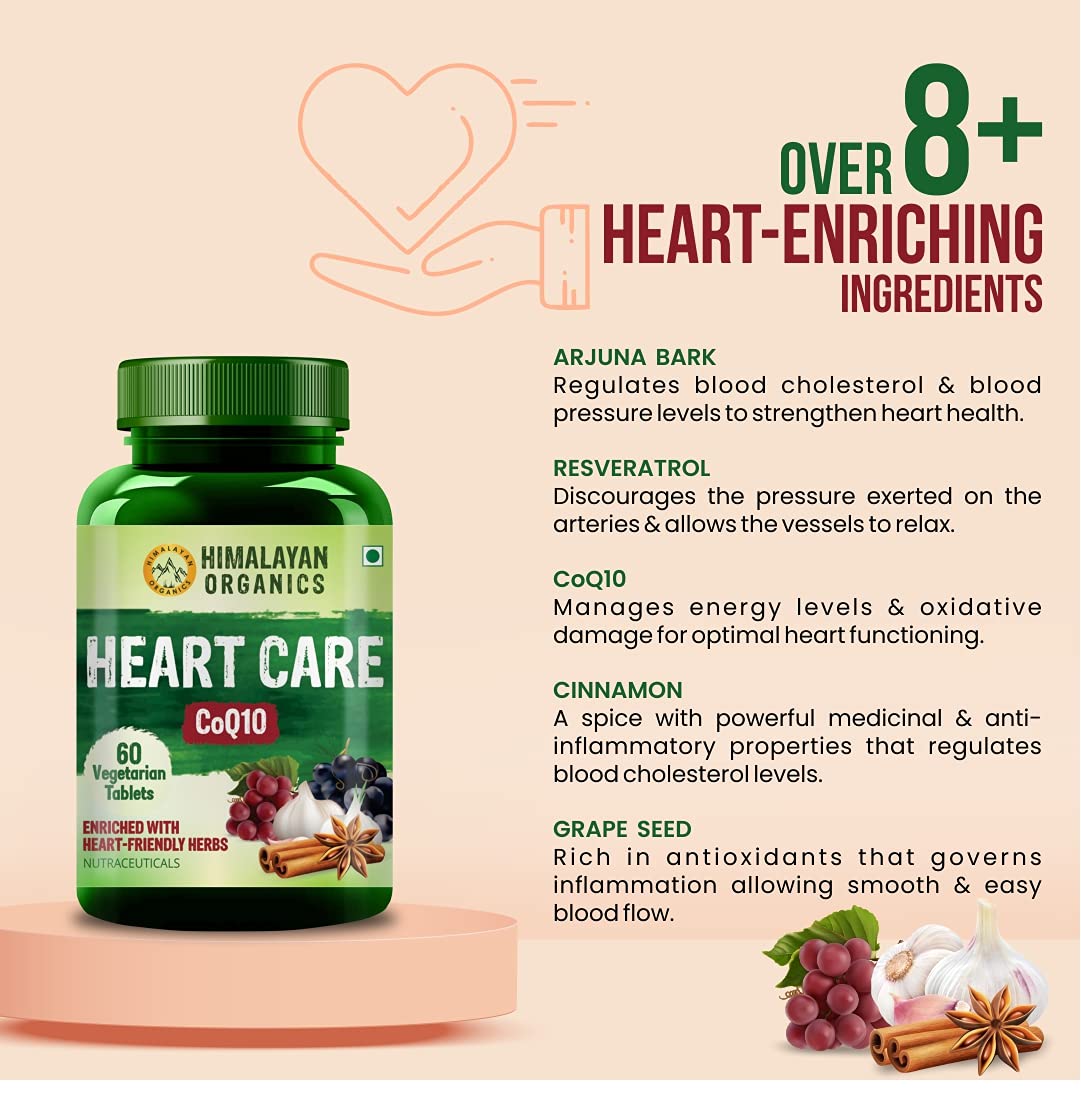 OVER 8+
HEART-ENRICHING
INGREDIENTS
ARJUNA BARK
Regulates blood cholesterol & blood
pressure levels to strengthen heart health.
RESVERATROL
Discourages the pressure exerted on the
arteries & allows the vessels to relax.
CoQ10
Manages energy levels & oxidative
damage for optimal heart functioning.
CINNAMON
A spice with powerful medicinal & anti-
inflammatory properties that regulates
blood cholesterol levels.
GRAPE SEED
Rich in antioxidants that governs
inflammation allowing smooth & easy
blood flow.
HIMALAYAN
ORGANICS
HIMALAYAN
ORGANICS
HEART CARE
CoQ10
60
Vegetarian
Tablets
ENRICHED WITH
HEART-FRIENDLY HERBS
NUTRACEUTICALS